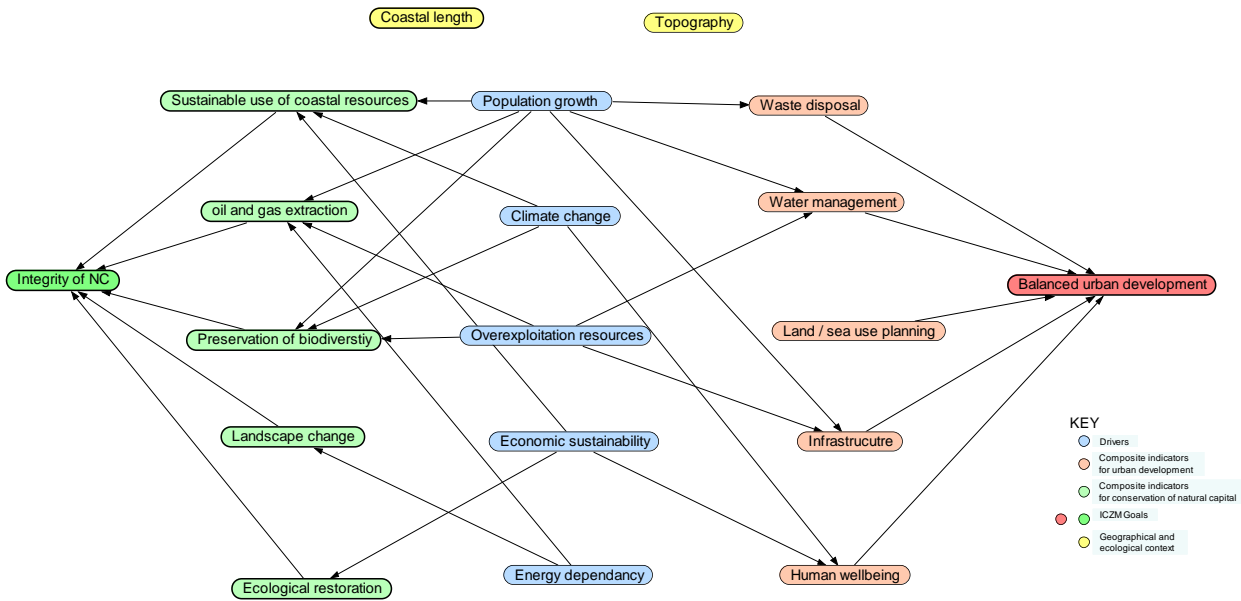 Coastal length
Topography
Sustainable use of coastal resources
Population growth
Waste disposal
oil and gas extraction
Climate change
Water management
Integrity of NC
Balanced urban development
Preservation of biodiverstiy
Overexploitation resources
Land / sea use planning
Landscape change
Economic sustainability
Infrastrucutre
KEY
Drivers
Composite indicators
for urban development
Composite indicators
for conservation of natural capital
ICZM Goals
Geographical and
ecological context
Ecological restoration
Energy dependancy
Human wellbeing